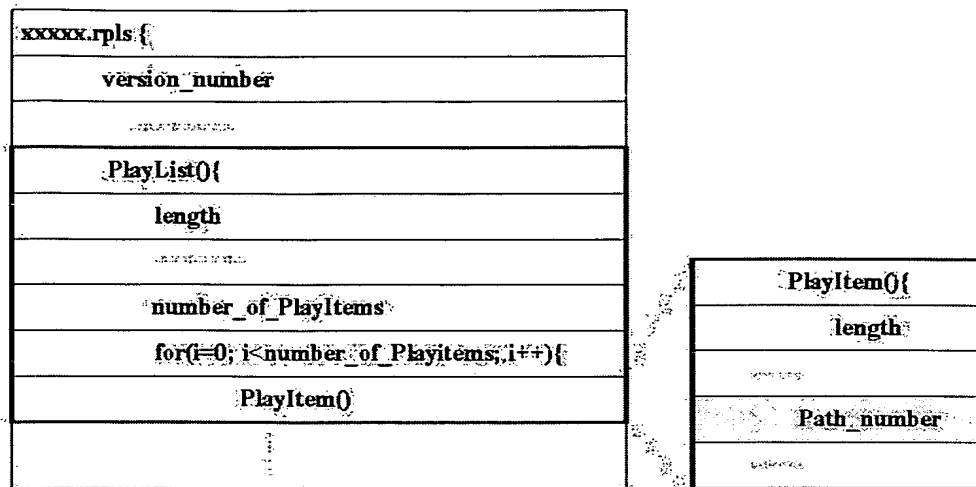 xxxxx.rpls {
version_number
PlayList(){
length
number_of_PlayItems
for(i=0; i<number_of_Playitems; i++){
PlayItem()
PlayItem(){
length
Path_number